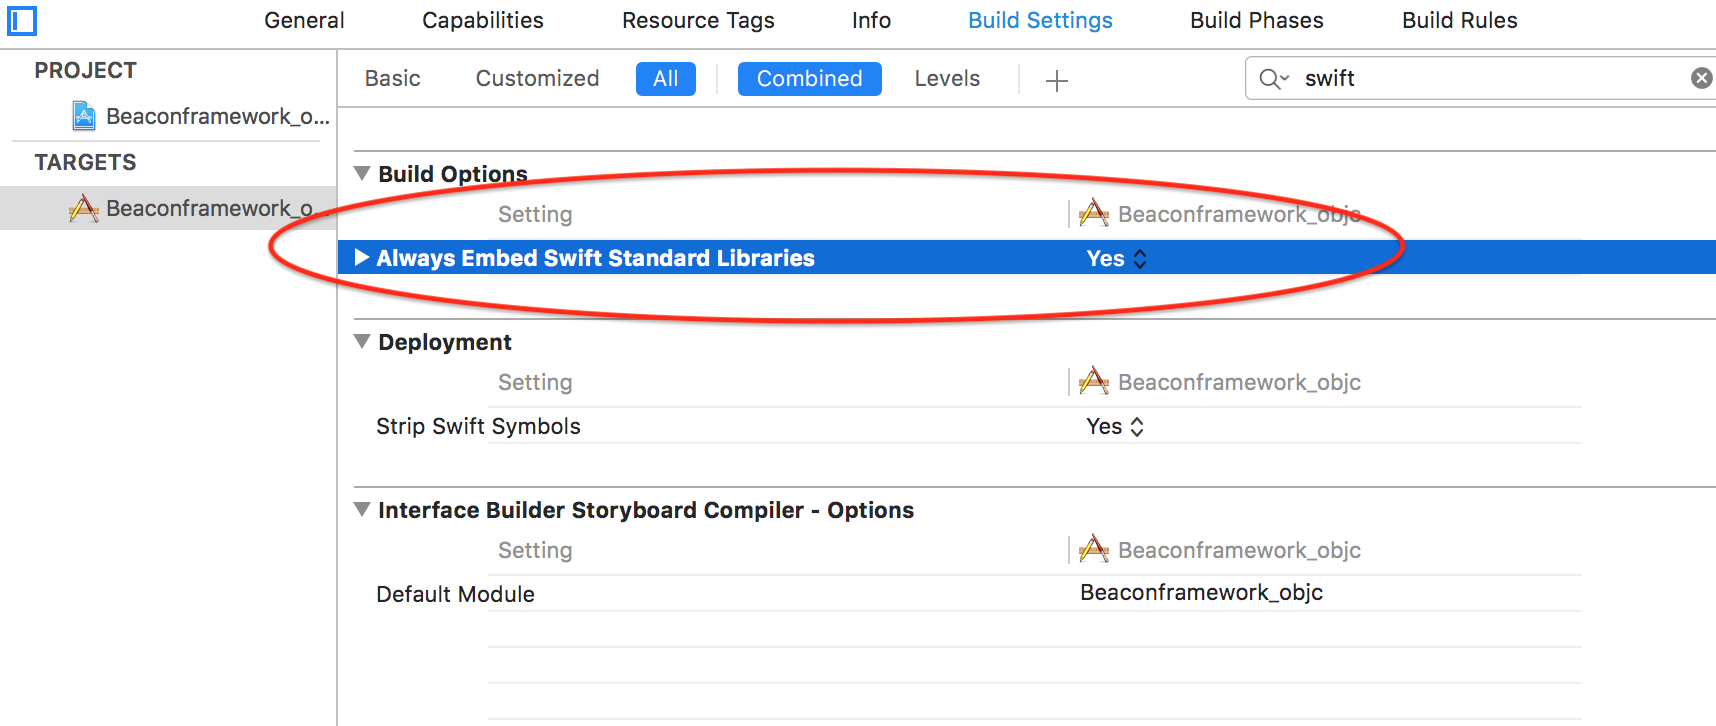 General Capabilities Resource Tags Info Build Settings Build Phases Build Rules
PROJECT
Beaconframework_o...
TARGETS
Beaconframework_o...
Basic Customized All Combined Levels + swift
Build Options
Setting Beaconframework_objc
Always Embed Swift Standard Libraries Yes
Deployment
Setting Beaconframework_objc
Strip Swift Symbols Yes
Interface Builder Storyboard Compiler - Options
Setting Beaconframework_objc
Default Module Beaconframework_objc